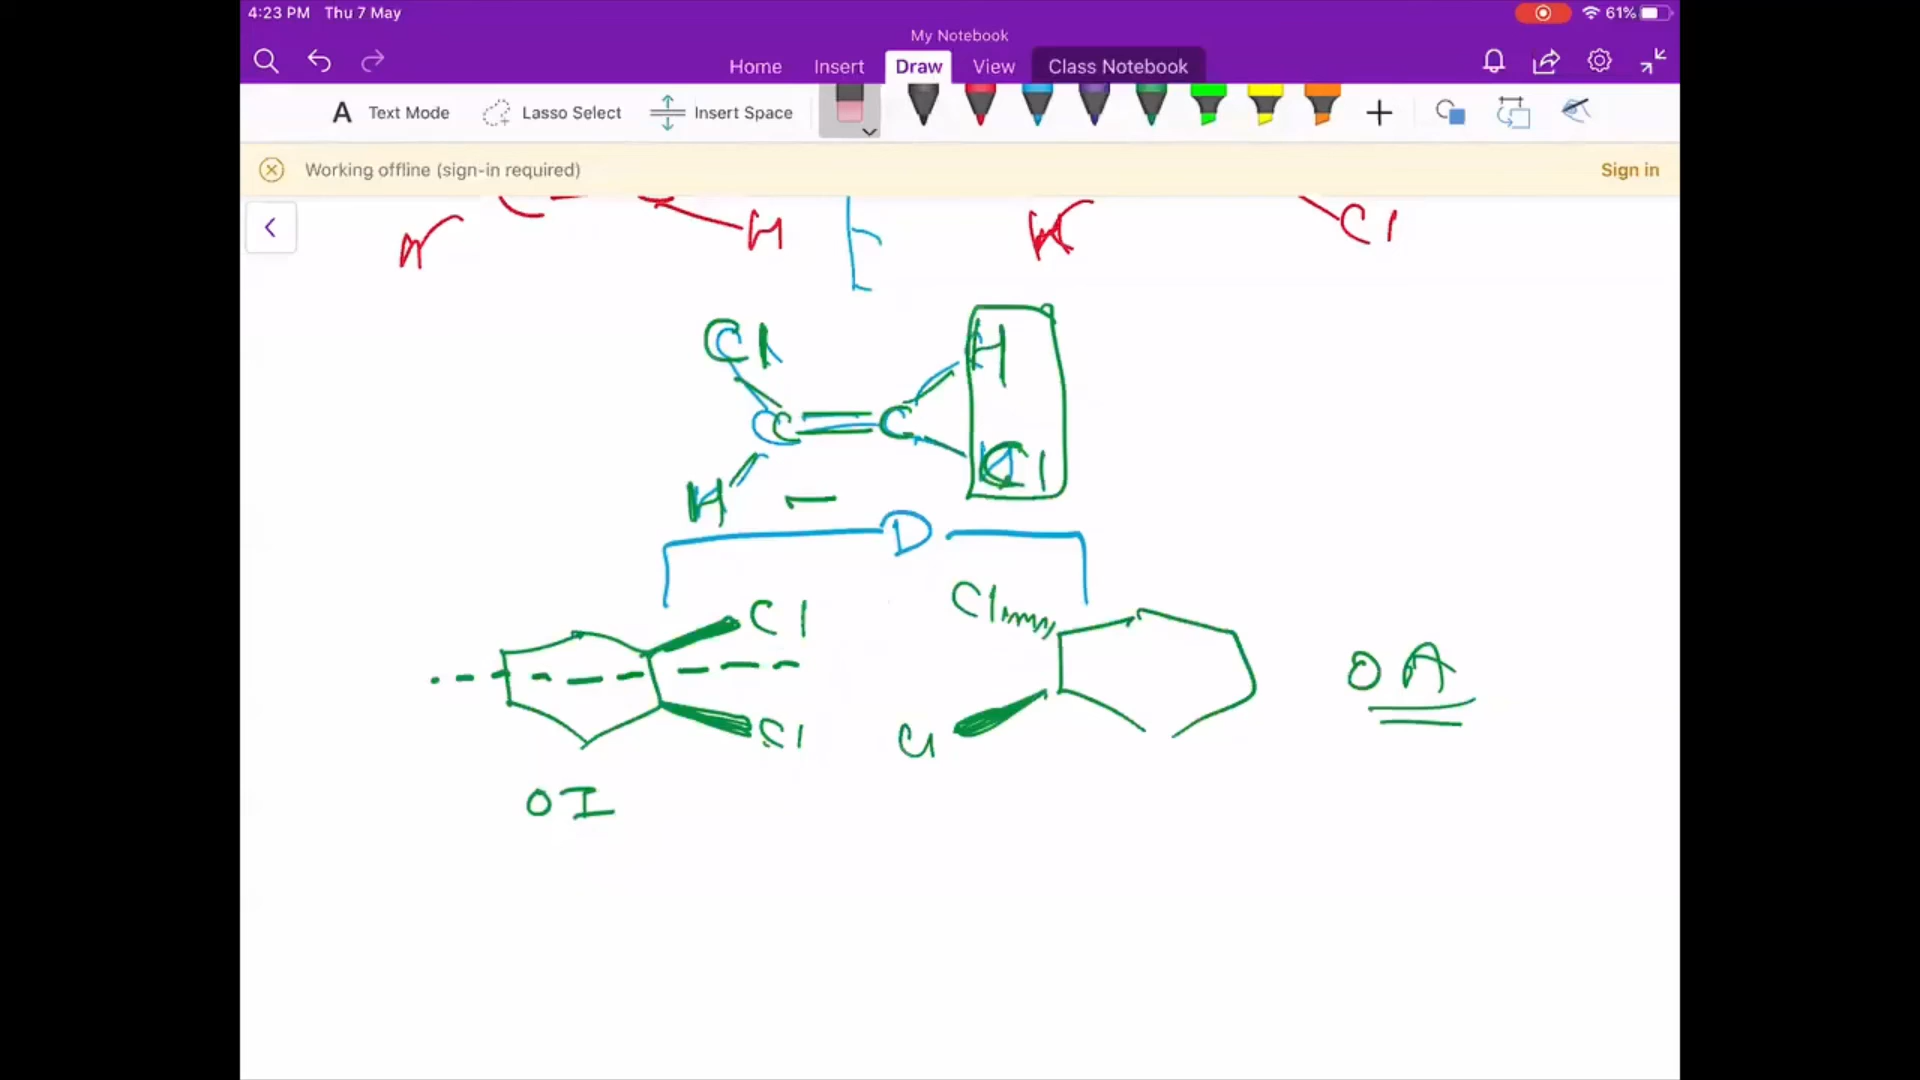 4:23 PM Thu 7 May
61%
My Notebook
Home Insert Draw View Class Notebook
A Text Mode Lasso Select Insert Space
Working offline (sign-in required) Sign in
H Cl
Cl H
C C
H Cl
D
Cl Cl
Cl Cl
OA
OI